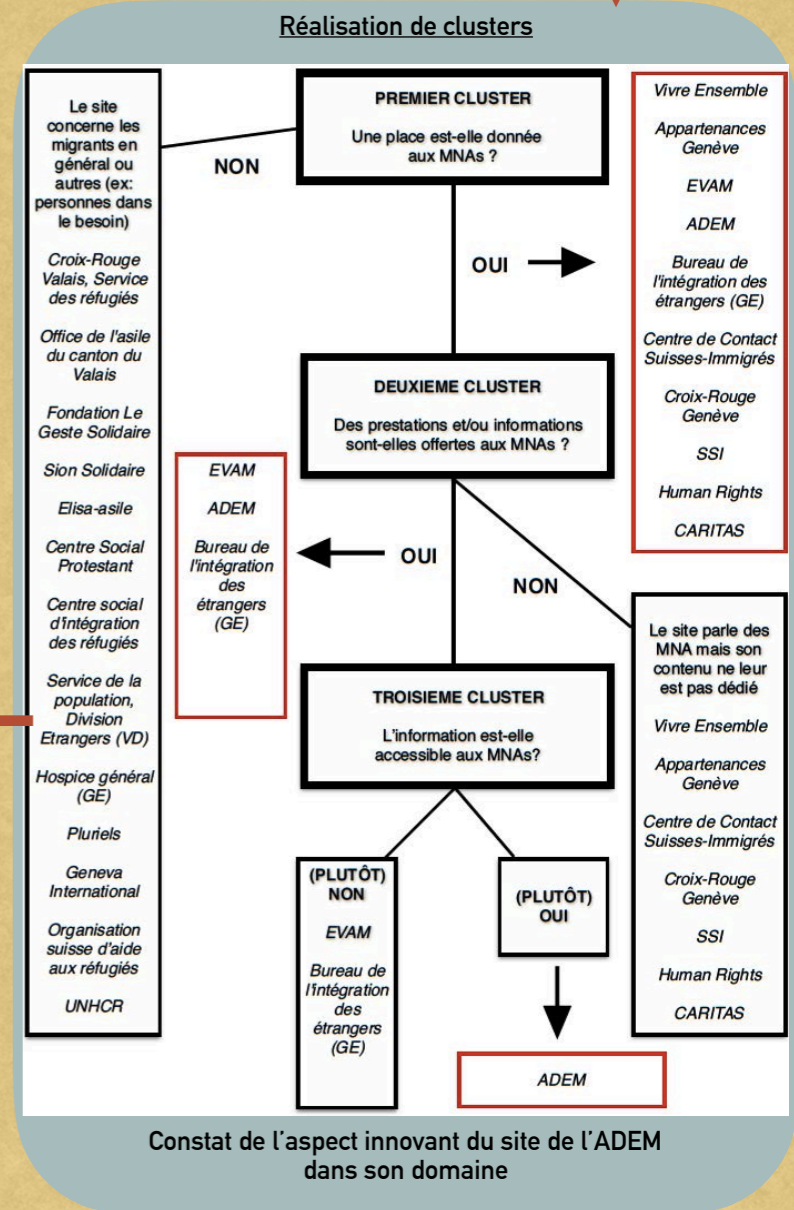 Réalisation de clusters
PREMIER CLUSTER
Une place est-elle donnée
aux MNAs ?
NON
Le site
concerne les
migrants en
général ou
autres (ex:
personnes dans
le besoin)
Croix-Rouge
Valais, Service
des réfugiés
Office de l'asile
du canton du
Valais
Fondation Le
Geste Solidaire
Sion Solidaire
Elisa-asile
Centre Social
Protestant
Centre social
d'intégration
des réfugiés
Service de la
population,
Division
Etrangers (VD)
Hospice général
(GE)
Pluriels
Geneva
International
Organisation
suisse d'aide
aux réfugiés
UNHCR
OUI
Vivre Ensemble
Appartenances
Genève
EVAM
ADEM
Bureau de
l'intégration des
étrangers (GE)
Centre de Contact
Suisses-Immigrés
Croix-Rouge
Genève
SSI
Human Rights
CARITAS
DEUXIEME CLUSTER
Des prestations et/ou informations
sont-elles offertes aux MNAs ?
OUI
EVAM
ADEM
Bureau de
l'intégration
des
étrangers
(GE)
NON
Le site parle des
MNA mais son
contenu ne leur
est pas dédié
Vivre Ensemble
Appartenances
Genève
Centre de Contact
Suisses-Immigrés
Croix-Rouge
Genève
SSI
Human Rights
CARITAS
TROISIEME CLUSTER
L'information est-elle
accessible aux MNAs?
(PLUTÔT)
NON
EVAM
Bureau de
l'intégration
des
étrangers
(GE)
(PLUTÔT)
OUI
ADEM
Constat de l'aspect innovant du site de l'ADEM
dans son domaine